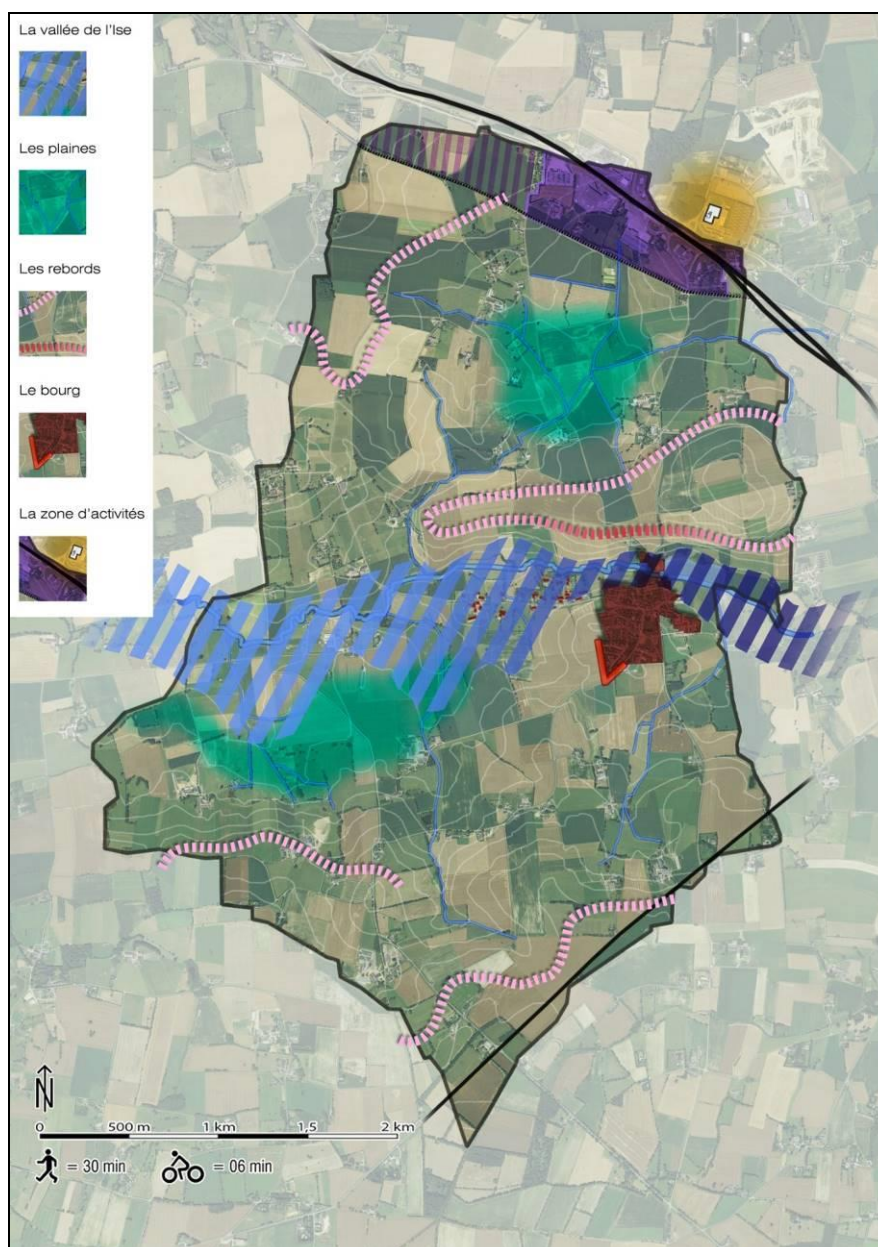 La vallée de l'Ise
Les plaines
Les rebords
Le bourg
La zone d'activités
N
0 500 m 1 km 1,5 2 km
= 30 min = 06 min